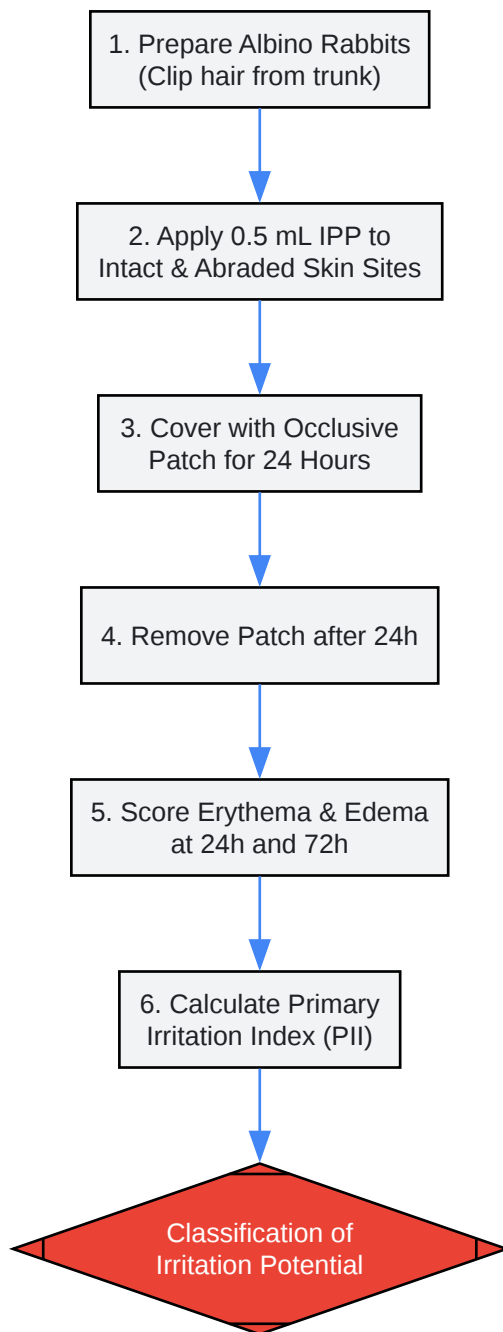 1. Prepare Albino Rabbits
(Clip hair from trunk)
2. Apply 0.5 mL IPP to
Intact & Abraded Skin Sites
3. Cover with Occlusive
Patch for 24 Hours
4. Remove Patch after 24h
5. Score Erythema & Edema
at 24h and 72h
6. Calculate Primary
Irritation Index (PII)
Classification of
Irritation Potential